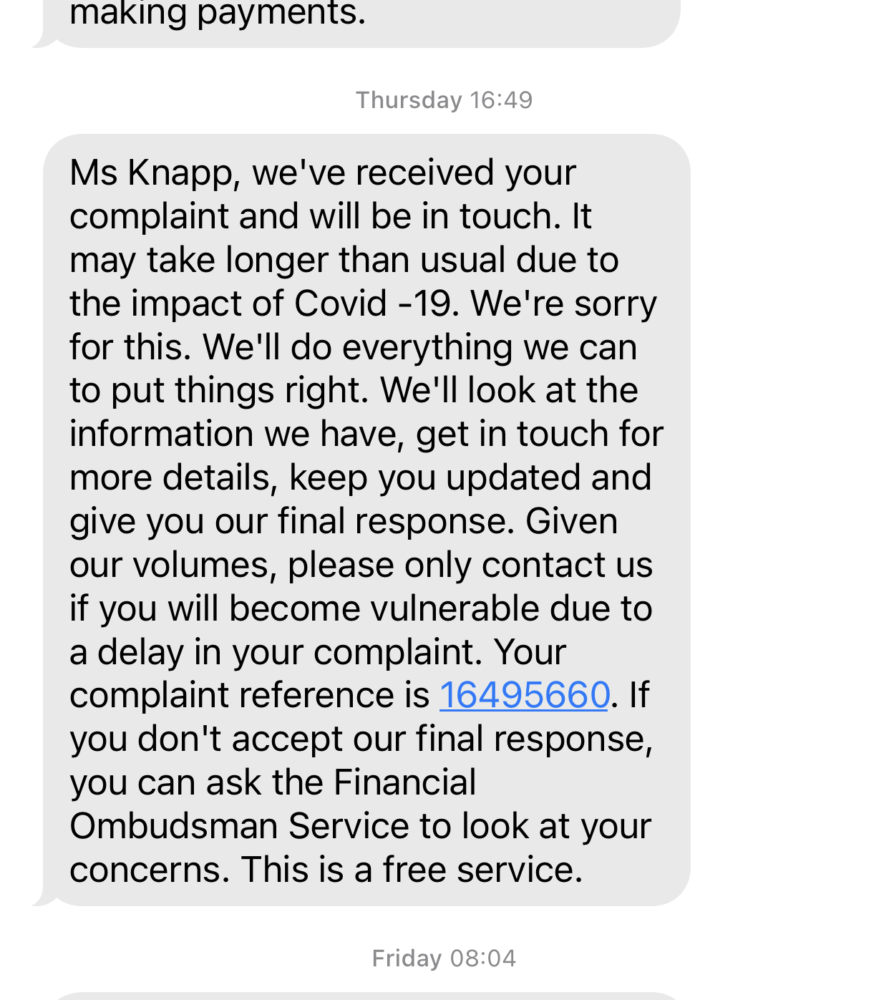 making payments.
Thursday 16:49
Ms Knapp, we've received your
complaint and will be in touch. It
may take longer than usual due to
the impact of Covid -19. We're sorry
for this. We'll do everything we can
to put things right. We'll look at the
information we have, get in touch for
more details, keep you updated and
give you our final response. Given
our volumes, please only contact us
if you will become vulnerable due to
a delay in your complaint. Your
complaint reference is 16495660. If
you don't accept our final response,
you can ask the Financial
Ombudsman Service to look at your
concerns. This is a free service.
Friday 08:04